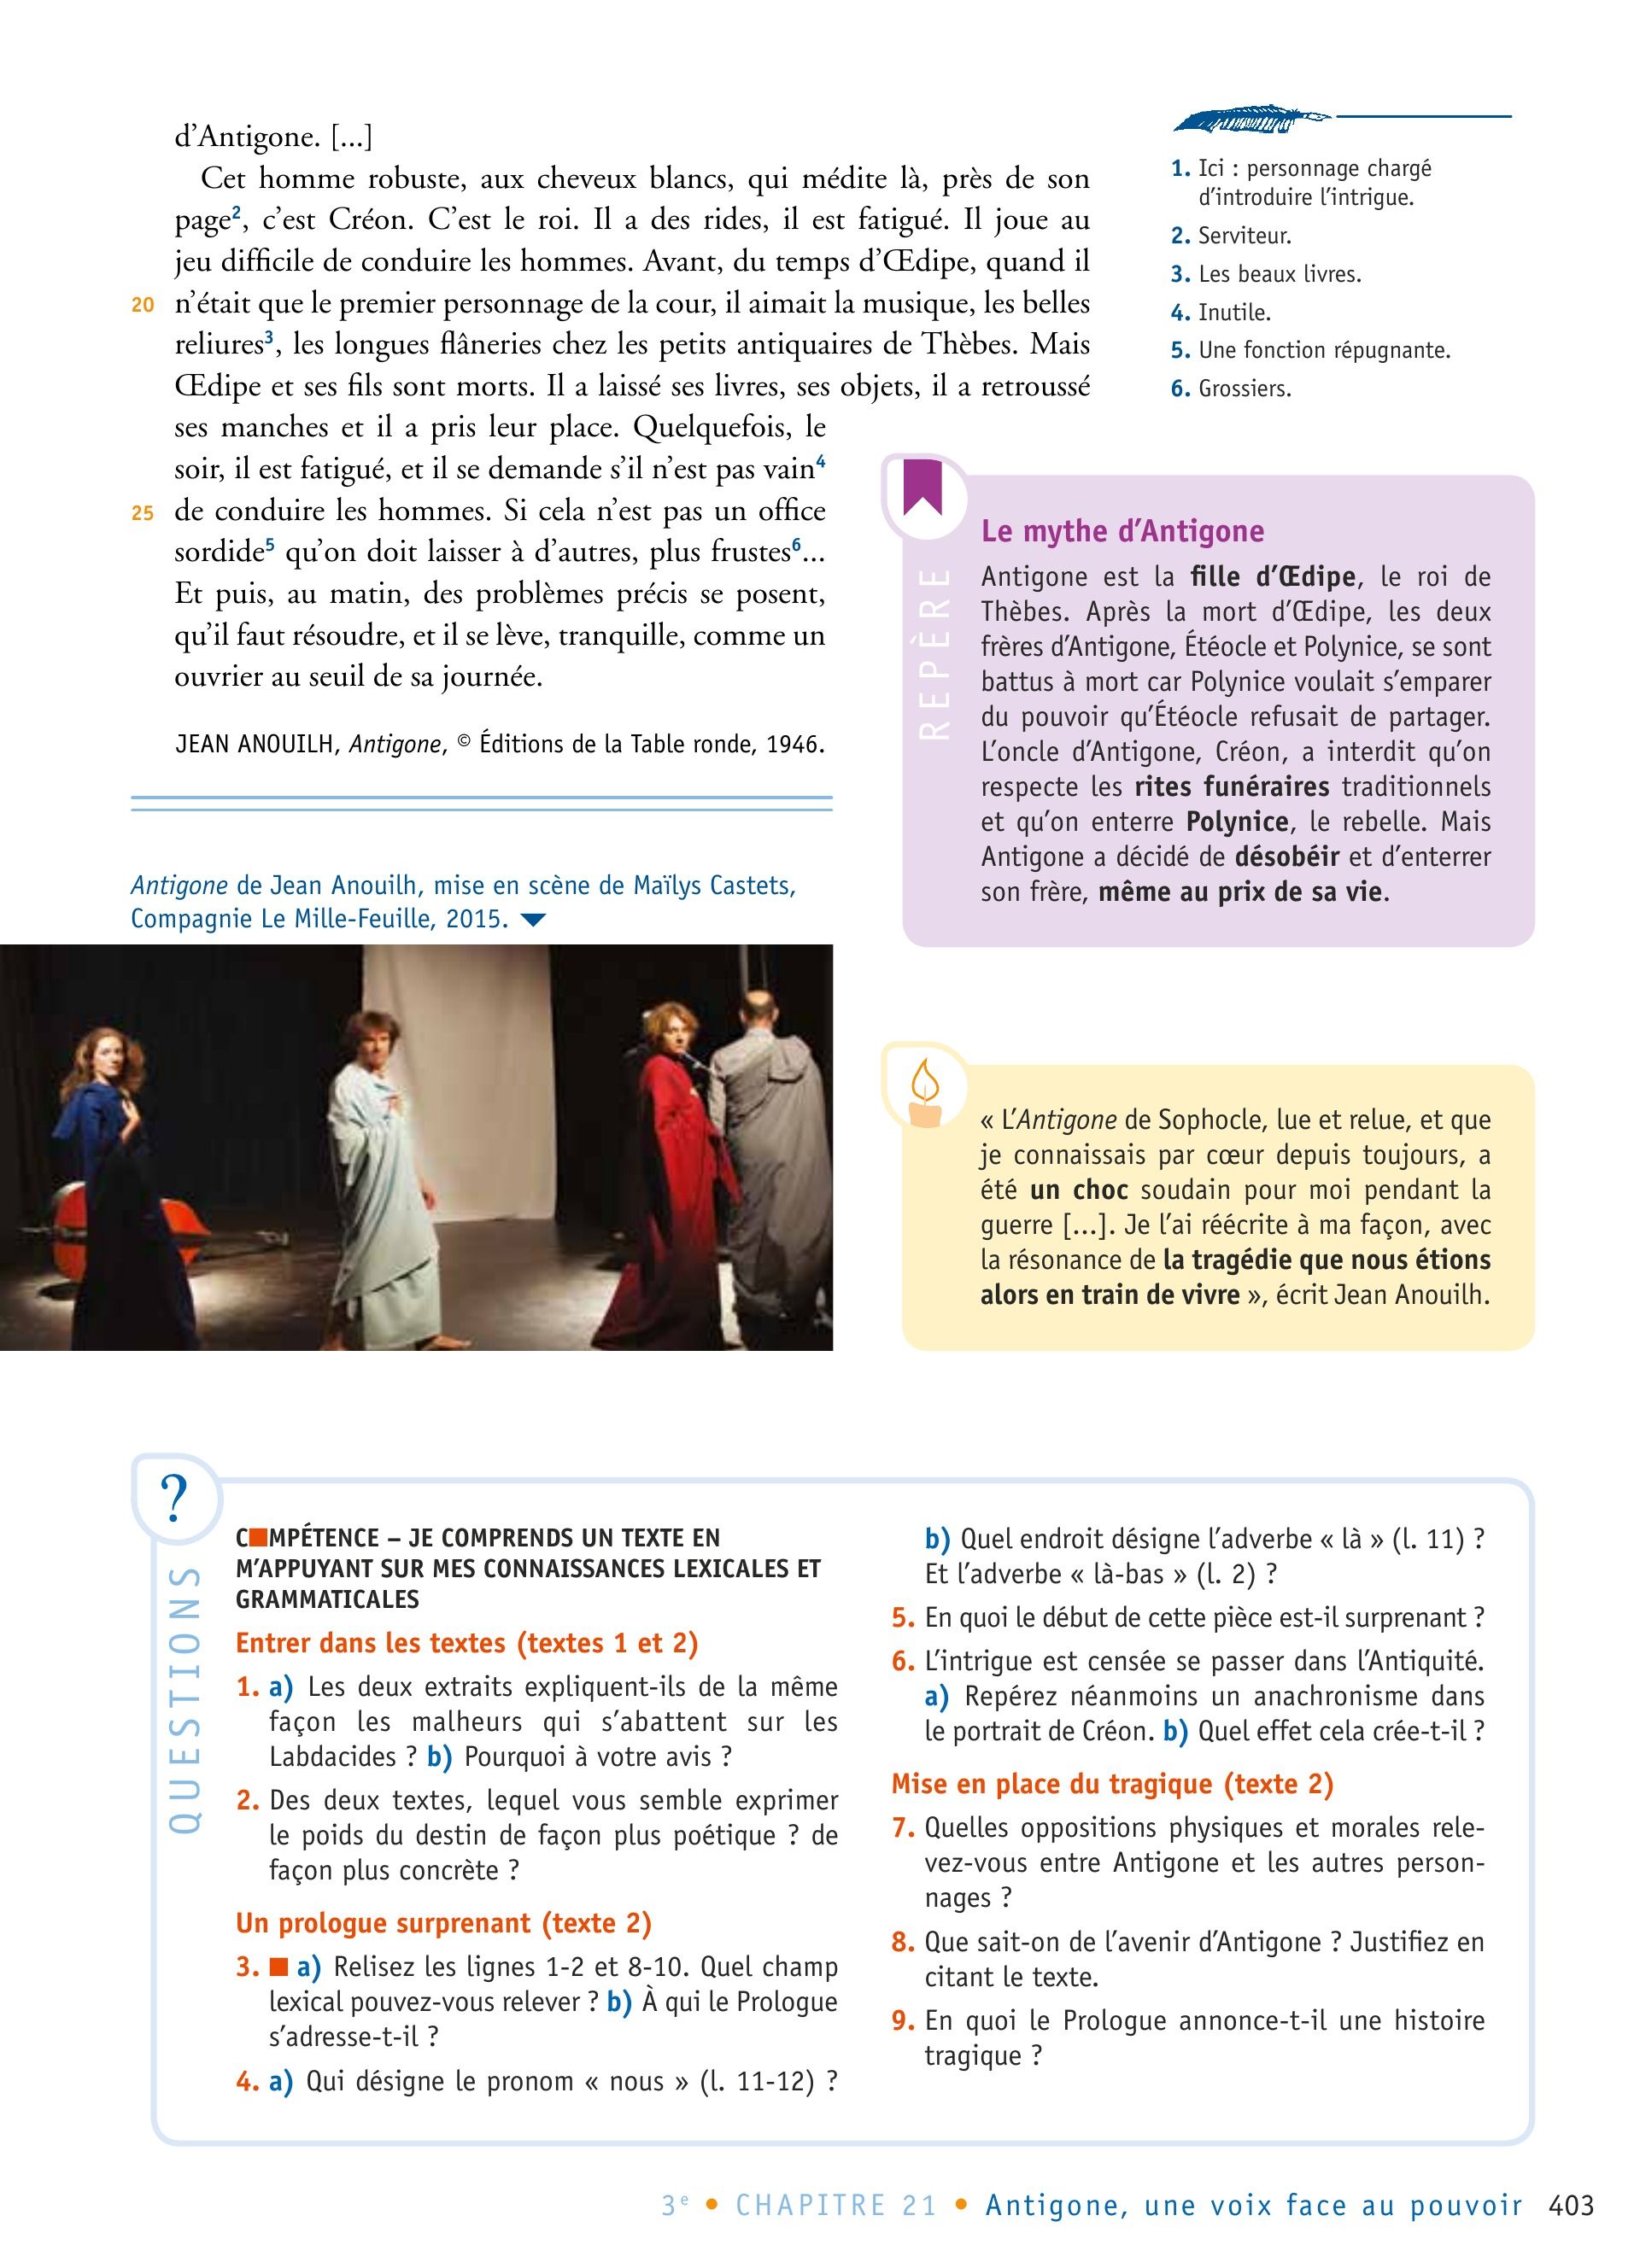 d’Antigone. [...]
Cet homme robuste, aux cheveux blancs, qui médite là, près de son
page², c’est Créon. C’est le roi. Il a des rides, il est fatigué. Il joue au
jeu difficile de conduire les hommes. Avant, du temps d’Œdipe, quand il
20 n’était que le premier personnage de la cour, il aimait la musique, les belles
reliures³, les longues flâneries chez les petits antiquaires de Thèbes. Mais
Œdipe et ses fils sont morts. Il a laissé ses livres, ses objets, il a retroussé
ses manches et il a pris leur place. Quelquefois, le
soir, il est fatigué, et il se demande s’il n’est pas vain⁴
25 de conduire les hommes. Si cela n’est pas un office
sordide⁵ qu’on doit laisser à d’autres, plus frustes⁶...
Et puis, au matin, des problèmes précis se posent,
qu’il faut résoudre, et il se lève, tranquille, comme un
ouvrier au seuil de sa journée.
JEAN ANOUILH, Antigone, © Éditions de la Table ronde, 1946.
1. Ici : personnage chargé
d’introduire l’intrigue.
2. Serviteur.
3. Les beaux livres.
4. Inutile.
5. Une fonction répugnante.
6. Grossiers.
REPÈRE
Le mythe d’Antigone
Antigone est la fille d’Œdipe, le roi de
Thèbes. Après la mort d’Œdipe, les deux
frères d’Antigone, Étéocle et Polynice, se sont
battus à mort car Polynice voulait s’emparer
du pouvoir qu’Étéocle refusait de partager.
L’oncle d’Antigone, Créon, a interdit qu’on
respecte les rites funéraires traditionnels
et qu’on enterre Polynice, le rebelle. Mais
Antigone a décidé de désobéir et d’enterrer
son frère, même au prix de sa vie.
Antigone de Jean Anouilh, mise en scène de Maïlys Castets,
Compagnie Le Mille-Feuille, 2015.
« L’Antigone de Sophocle, lue et relue, et que
je connaissais par cœur depuis toujours, a
été un choc soudain pour moi pendant la
guerre [...]. Je l’ai réécrite à ma façon, avec
la résonance de la tragédie que nous étions
alors en train de vivre », écrit Jean Anouilh.
?
QUESTIONS
C■MPÉTENCE – JE COMPRENDS UN TEXTE EN
M’APPUYANT SUR MES CONNAISSANCES LEXICALES ET
GRAMMATICALES
Entrer dans les textes (textes 1 et 2)
1. a) Les deux extraits expliquent-ils de la même
façon les malheurs qui s’abattent sur les
Labdacides ? b) Pourquoi à votre avis ?
2. Des deux textes, lequel vous semble exprimer
le poids du destin de façon plus poétique ? de
façon plus concrète ?
Un prologue surprenant (texte 2)
3. ■ a) Relisez les lignes 1-2 et 8-10. Quel champ
lexical pouvez-vous relever ? b) À qui le Prologue
s’adresse-t-il ?
4. a) Qui désigne le pronom « nous » (l. 11-12) ?
b) Quel endroit désigne l’adverbe « là » (l. 11) ?
Et l’adverbe « là-bas » (l. 2) ?
5. En quoi le début de cette pièce est-il surprenant ?
6. L’intrigue est censée se passer dans l’Antiquité.
a) Repérez néanmoins un anachronisme dans
le portrait de Créon. b) Quel effet cela crée-t-il ?
Mise en place du tragique (texte 2)
7. Quelles oppositions physiques et morales rele-
vez-vous entre Antigone et les autres person-
nages ?
8. Que sait-on de l’avenir d’Antigone ? Justifiez en
citant le texte.
9. En quoi le Prologue annonce-t-il une histoire
tragique ?
3ᵉ • CHAPITRE 21 • Antigone, une voix face au pouvoir 403